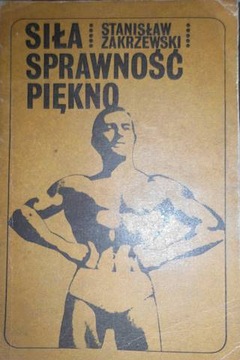 SIŁA
STANISŁAW
ZAKRZEWSKI
SPRAWNOŚĆ
PIĘKNO